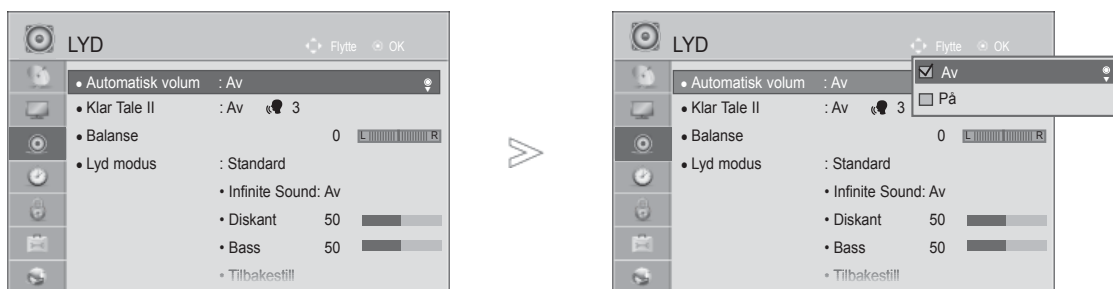 LYD
Flytte OK
• Automatisk volum : Av
• Klar Tale II : Av 3
• Balanse 0 L R
• Lyd modus : Standard
• Infinite Sound: Av
• Diskant 50
• Bass 50
• Tilbakestill
>
LYD
Flytte OK
• Automatisk volum : Av
Av
På
• Klar Tale II : Av 3
• Balanse 0 L R
• Lyd modus : Standard
• Infinite Sound: Av
• Diskant 50
• Bass 50
• Tilbakestill